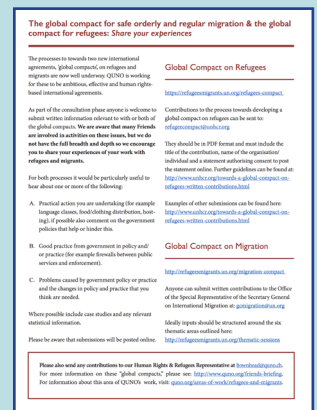 The global compact for safe orderly and regular migration & the global
compact for refugees: Share your experiences
The processes to towards two new international
agreements, 'global compacts', on refugees and
migrants are now well underway. QUNO is working
for these to be ambitious, effective and human rights-
based international agreements.
As part of the consultation phase anyone is welcome to
submit written information relevant to with or both of
the global compacts. We are aware that many Friends
are involved in activities on these issues, but we do
not have the full breadth and depth so we encourage
you to share your experiences of your work with
refugees and migrants.
For both processes it would be particularly useful to
hear about one or more of the following:
A. Practical action you are undertaking (for example
language classes, food/clothing distribution, host-
ing), if possible also comment on the government
policies that help or hinder this.
B. Good practice from government in policy and/
or practice (for example firewalls between public
services and enforcement).
C. Problems caused by government policy or practice
and the changes in policy and practice that you
think are needed.
Where possible include case studies and any relevant
statistical information.
Please be aware that submissions will be posted online.
Global Compact on Refugees
https://refugeesmigrants.un.org/refugees-compact
Contributions to the process towards developing a
global compact on refugees can be sent to:
refugeecompact@unhcr.org
They should be in PDF format and must include the
title of the contribution, name of the organisation/
individual and a statement authorising consent to post
the statement online. Further guidelines can be found at:
http://www.unhcr.org/towards-a-global-compact-on-
refugees-written-contributions.html
Examples of other submissions can be found here:
http://www.unhcr.org/towards-a-global-compact-on-
refugees-written-contributions.html
Global Compact on Migration
http://refugeesmigrants.un.org/migration-compact
Anyone can submit written contributions to the Office
of the Special Representative of the Secretary General
on International Migration at: gcmigration@un.org
Ideally inputs should be structured around the six
thematic areas outlined here:
http://refugeesmigrants.un.org/thematic-sessions
Please also send any contributions to our Human Rights & Refugees Representative at ltownhead@quno.ch.
For more information on these "global compacts," please see: http://www.quno.org/friends-briefing.
For information about this area of QUNO's work, visit: quno.org/areas-of-work/refugees-and-migrants.